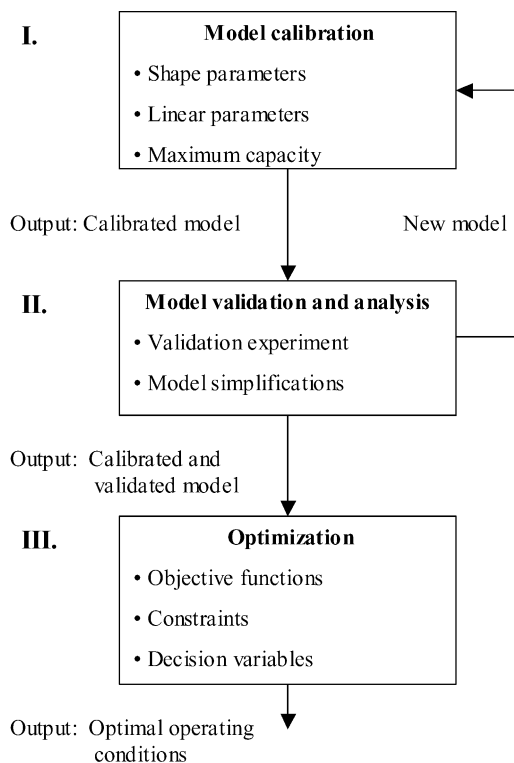 I.
Model calibration
• Shape parameters
• Linear parameters
• Maximum capacity
Output: Calibrated model
New model
II.
Model validation and analysis
• Validation experiment
• Model simplifications
Output: Calibrated and
validated model
III.
Optimization
• Objective functions
• Constraints
• Decision variables
Output: Optimal operating
conditions